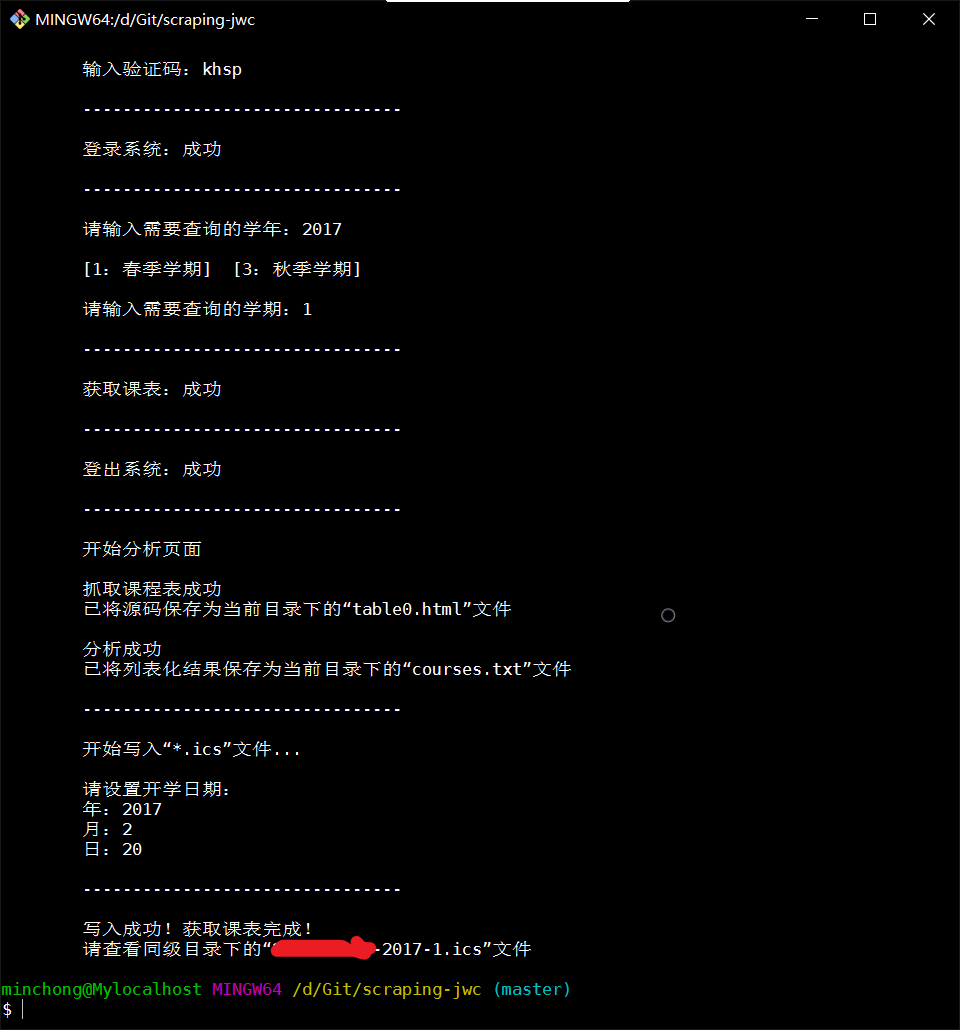 MINGW64:/d/Git/scraping-jwc
输入验证码：khsp
--------------------------------
登录系统：成功
--------------------------------
请输入需要查询的学年：2017
[1：春季学期]  [3：秋季学期]
请输入需要查询的学期：1
--------------------------------
获取课表：成功
--------------------------------
登出系统：成功
--------------------------------
开始分析页面
抓取课程表成功
已将源码保存为当前目录下的“table0.html”文件
分析成功
已将列表化结果保存为当前目录下的“courses.txt”文件
--------------------------------
开始写入“*.ics”文件...
请设置开学日期：
年：2017
月：2
日：20
--------------------------------
写入成功！获取课表完成！
请查看同级目录下的“-2017-1.ics”文件
minchong@Mylocalhost MINGW64 /d/Git/scraping-jwc (master)
$